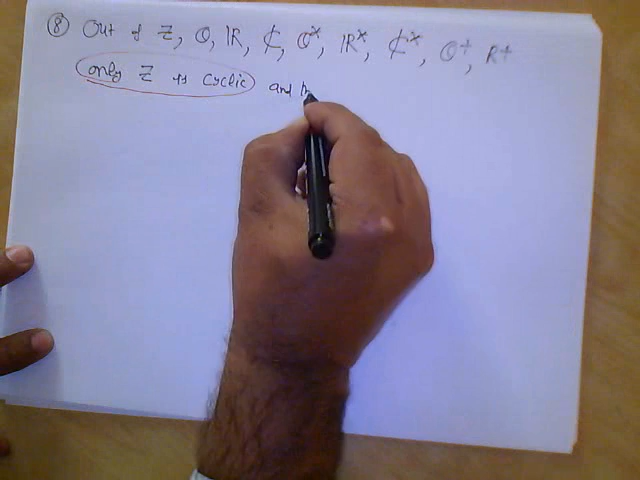 ⑧ Out of ℤ, ℚ, ℝ, ℂ, ℚ*, ℝ*, ℂ*, ℚ+, R+
only Z is cyclic and